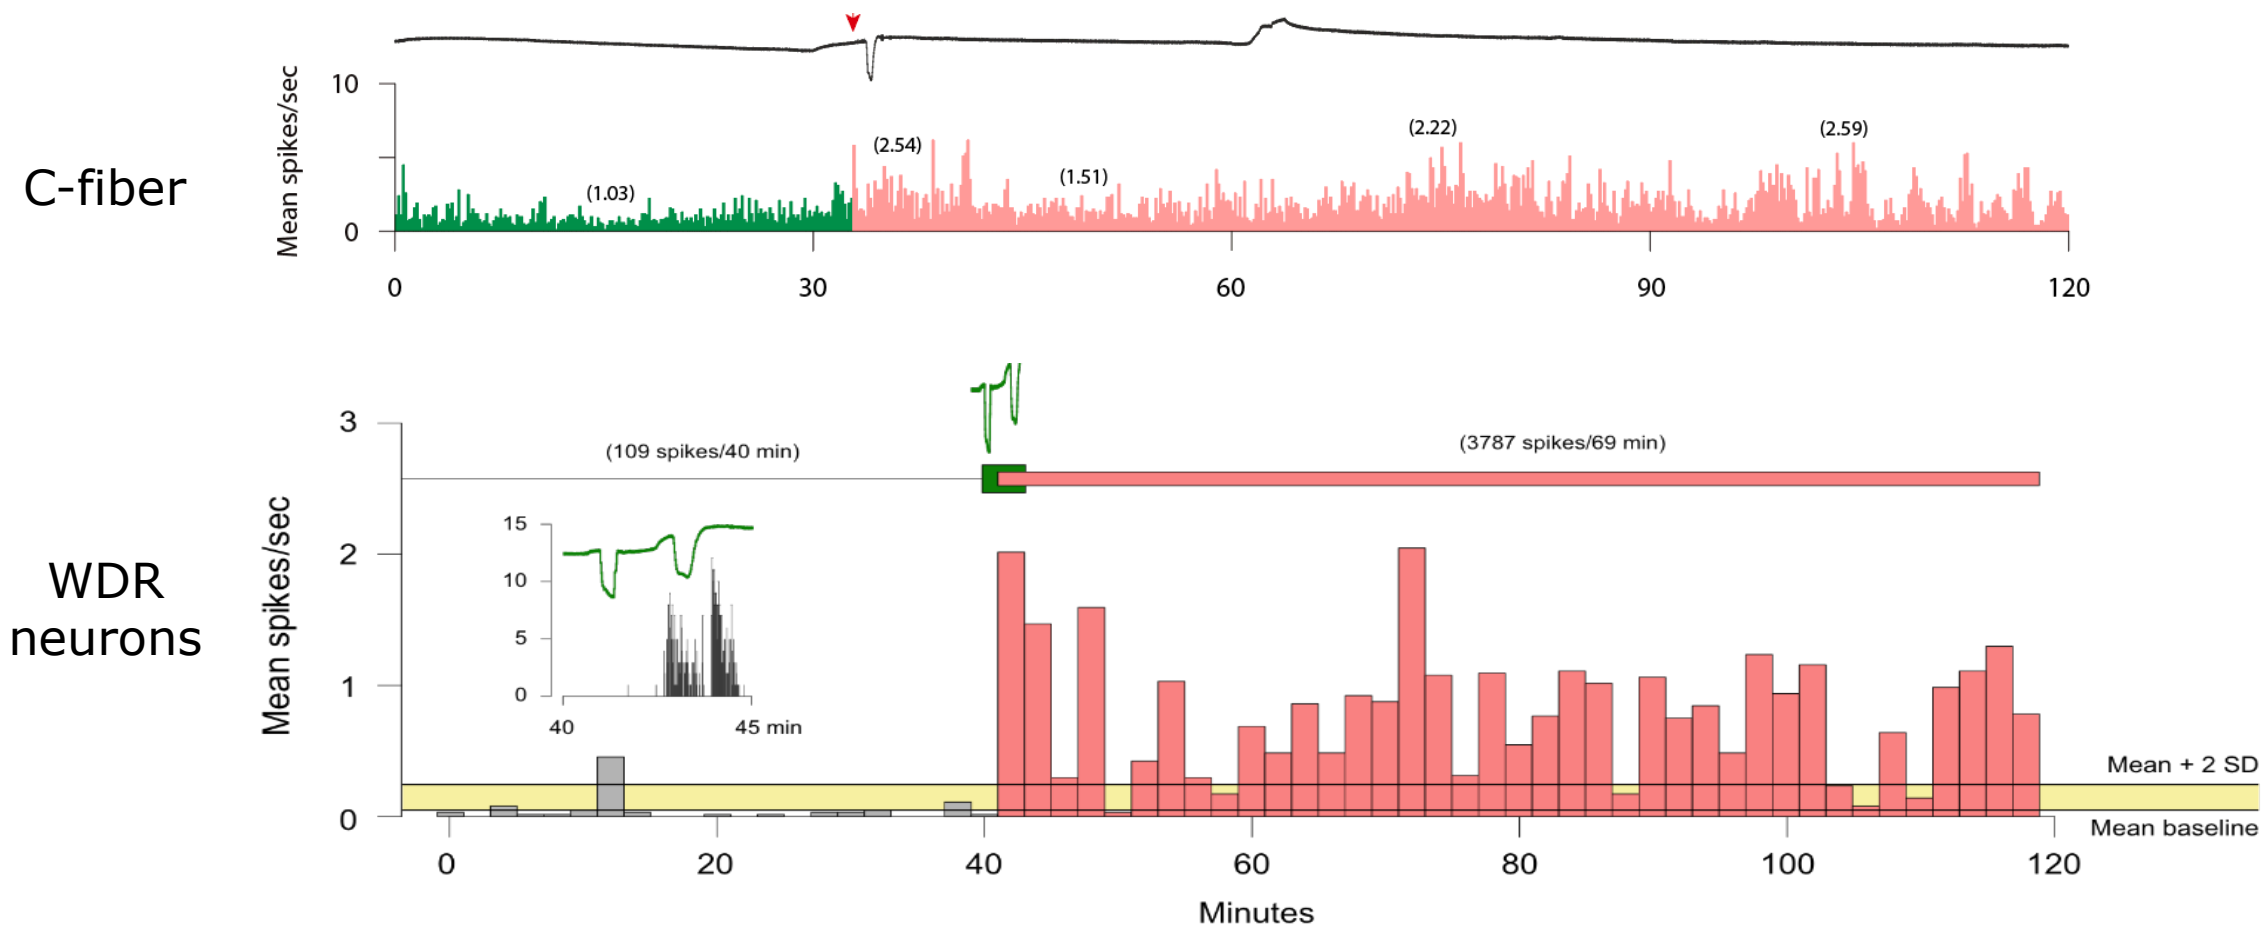 C-fiber
Mean spikes/sec
10
0
(1.03)
(2.54)
(1.51)
(2.22)
(2.59)
0 30 60 90 120
WDR
neurons
Mean spikes/sec
3
2
1
0
(109 spikes/40 min)
(3787 spikes/69 min)
15
10
5
0
40 45 min
Mean + 2 SD
Mean baseline
0 20 40 60 80 100 120
Minutes